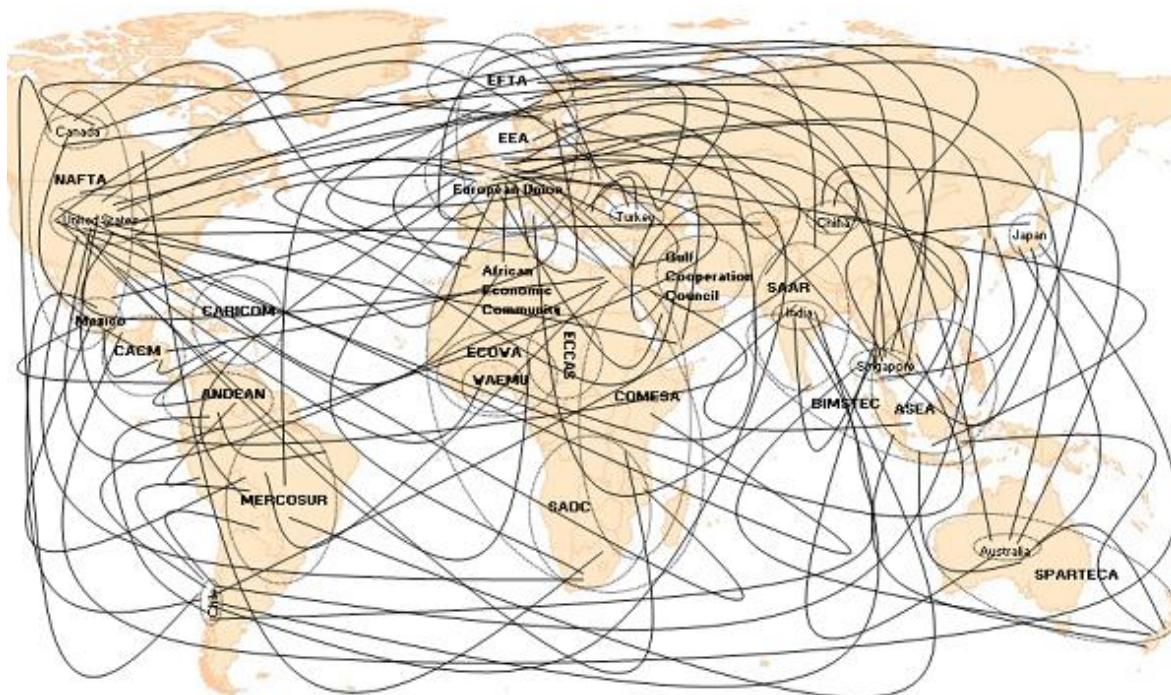 EFTA
Canada
EEA
NAFTA
European Union
United States
Turkey
China
Japan
African
Economic
Community
Gulf
Cooperation
Council
SAAR
CARICOM
India
Mexico
CACM
ECOWA
ECCAS
Singapore
WAEMU
ANDEAN
COMESA
BIMSTEC
ASEA
MERCOSUR
SADC
Australia
SPARTECA
Chile